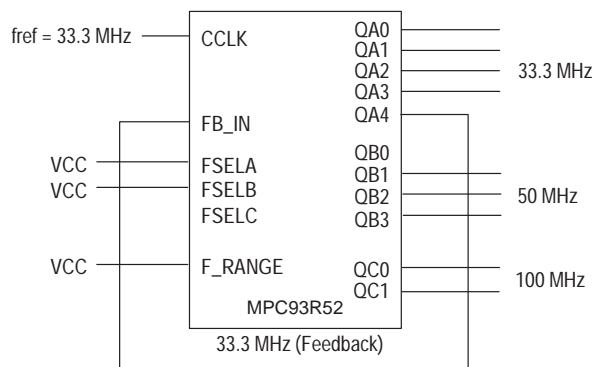 fref = 33.3 MHz
CCLK
QA0
QA1
QA2
QA3
QA4
33.3 MHz
FB_IN
VCC
FSELA
VCC
FSELB
FSELC
QB0
QB1
QB2
QB3
50 MHz
VCC
F_RANGE
QC0
QC1
100 MHz
MPC93R52
33.3 MHz (Feedback)